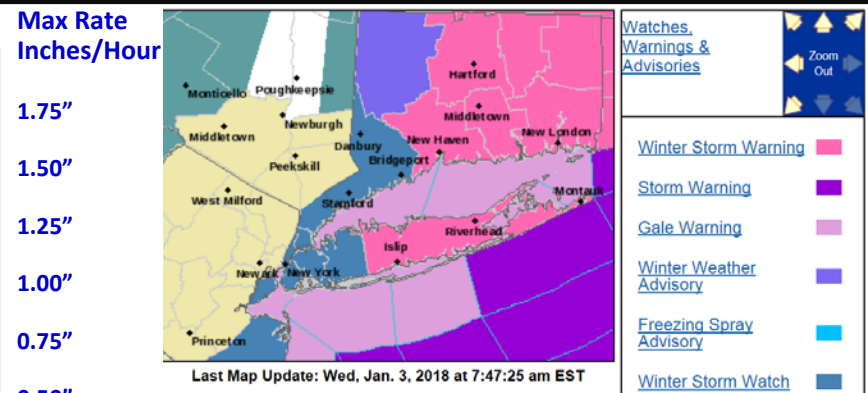 Max Rate
Inches/Hour
1.75"
1.50"
1.25"
1.00"
0.75"
Hartford
Monticello
Poughkeepsie
Middletown
Newburgh
Middletown
Danbury
New Haven
New London
Peekskill
Bridgeport
West Milford
Stamford
Montauk
Riverhead
Islip
Newark
New York
Princeton
Last Map Update: Wed, Jan. 3, 2018 at 7:47:25 am EST
Watches,
Warnings &
Advisories
Zoom
Out
Winter Storm Warning
Storm Warning
Gale Warning
Winter Weather
Advisory
Freezing Spray
Advisory
Winter Storm Watch